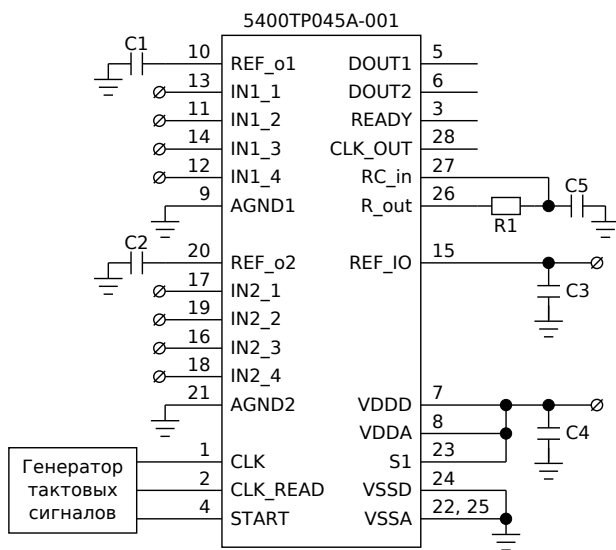 5400TP045A-001
C1
10 REF_o1
13 IN1_1
11 IN1_2
14 IN1_3
12 IN1_4
9 AGND1
C2
20 REF_o2
17 IN2_1
19 IN2_2
16 IN2_3
18 IN2_4
21 AGND2
1 CLK
2 CLK_READ
4 START
Генератор
тактовых
сигналов
DOUT1 5
DOUT2 6
READY 3
CLK_OUT 28
RC_in 27
R_out 26
R1
C5
REF_IO 15
C3
VDDD 7
VDDA 8
C4
S1 23
VSSD 24
VSSA 22, 25